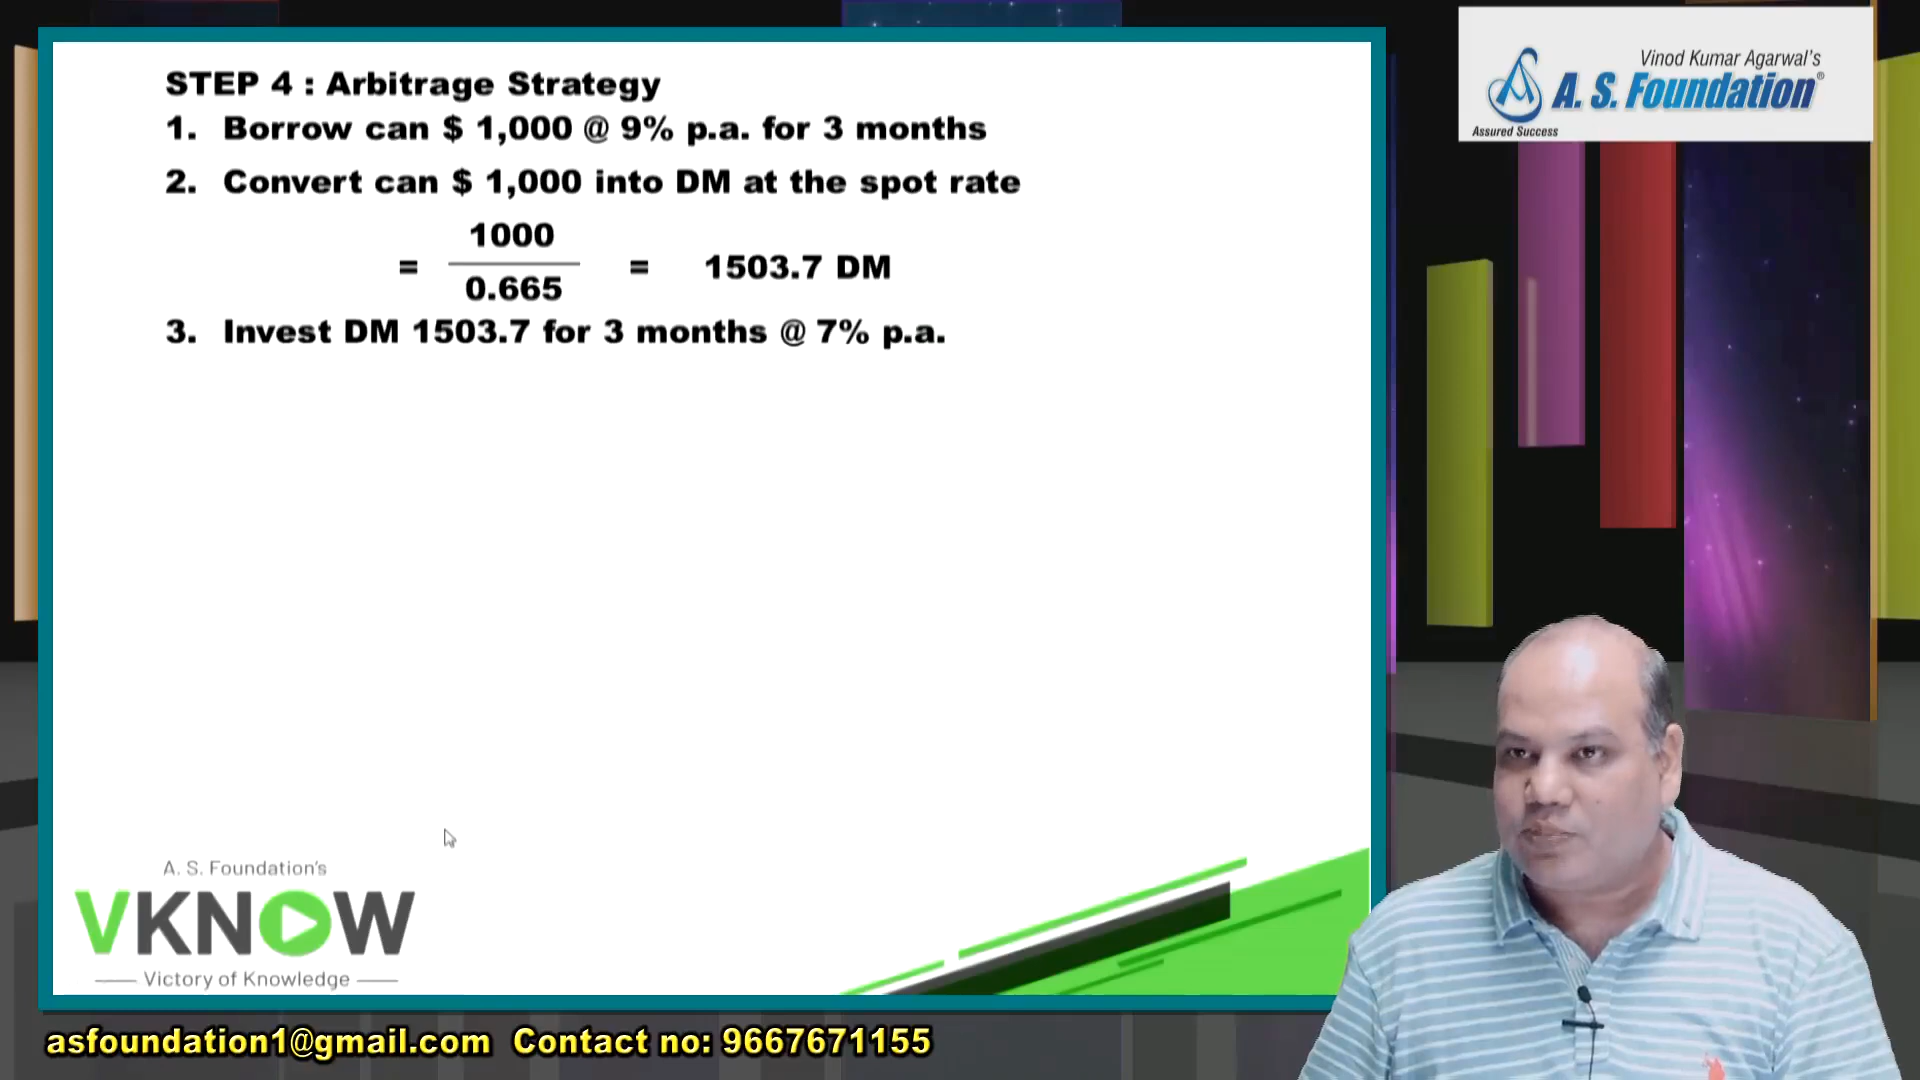 STEP 4 : Arbitrage Strategy
1. Borrow can $ 1,000 @ 9% p.a. for 3 months
2. Convert can $ 1,000 into DM at the spot rate
= 1000 / 0.665 = 1503.7 DM
3. Invest DM 1503.7 for 3 months @ 7% p.a.
Vinod Kumar Agarwal's
A. S. Foundation®
Assured Success
A. S. Foundation's
VKNOW
Victory of Knowledge
asfoundation1@gmail.com Contact no: 9667671155